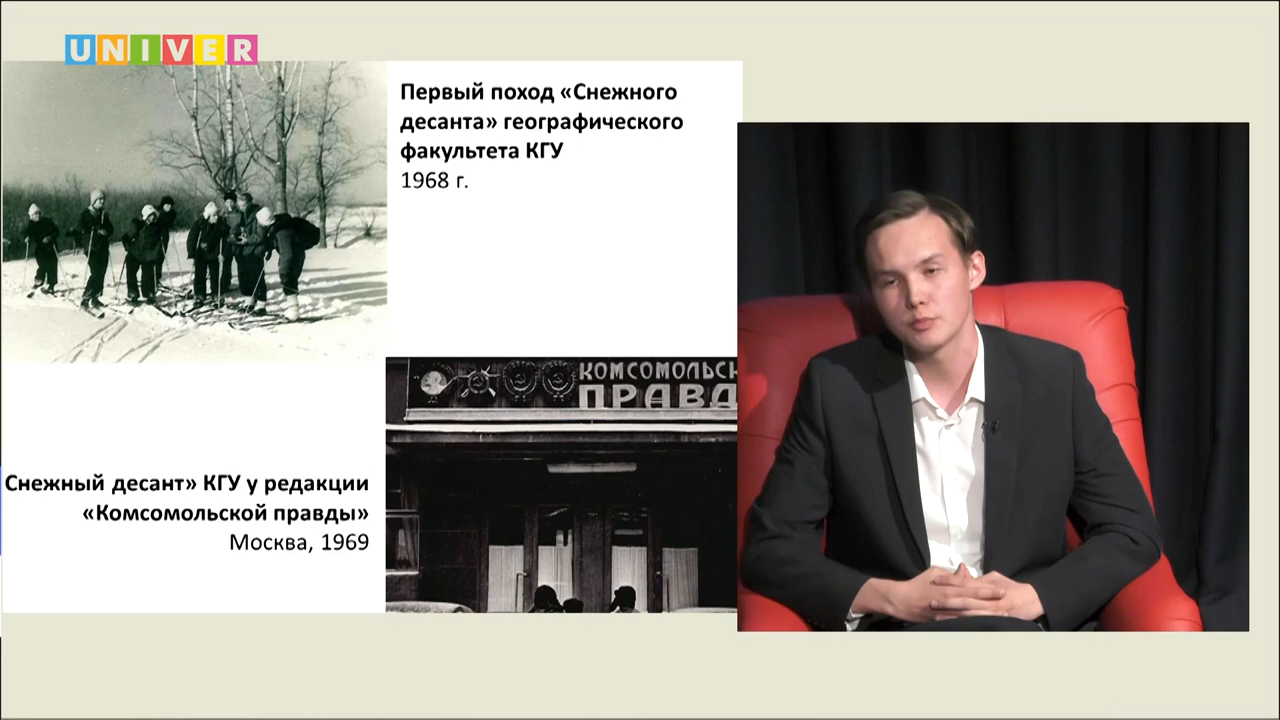 UNIVER
Первый поход «Снежного
десанта» географического
факультета КГУ
1968 г.
КОМСОМОЛЬСК
ПРАВД
Снежный десант» КГУ у редакции
«Комсомольской правды»
Москва, 1969